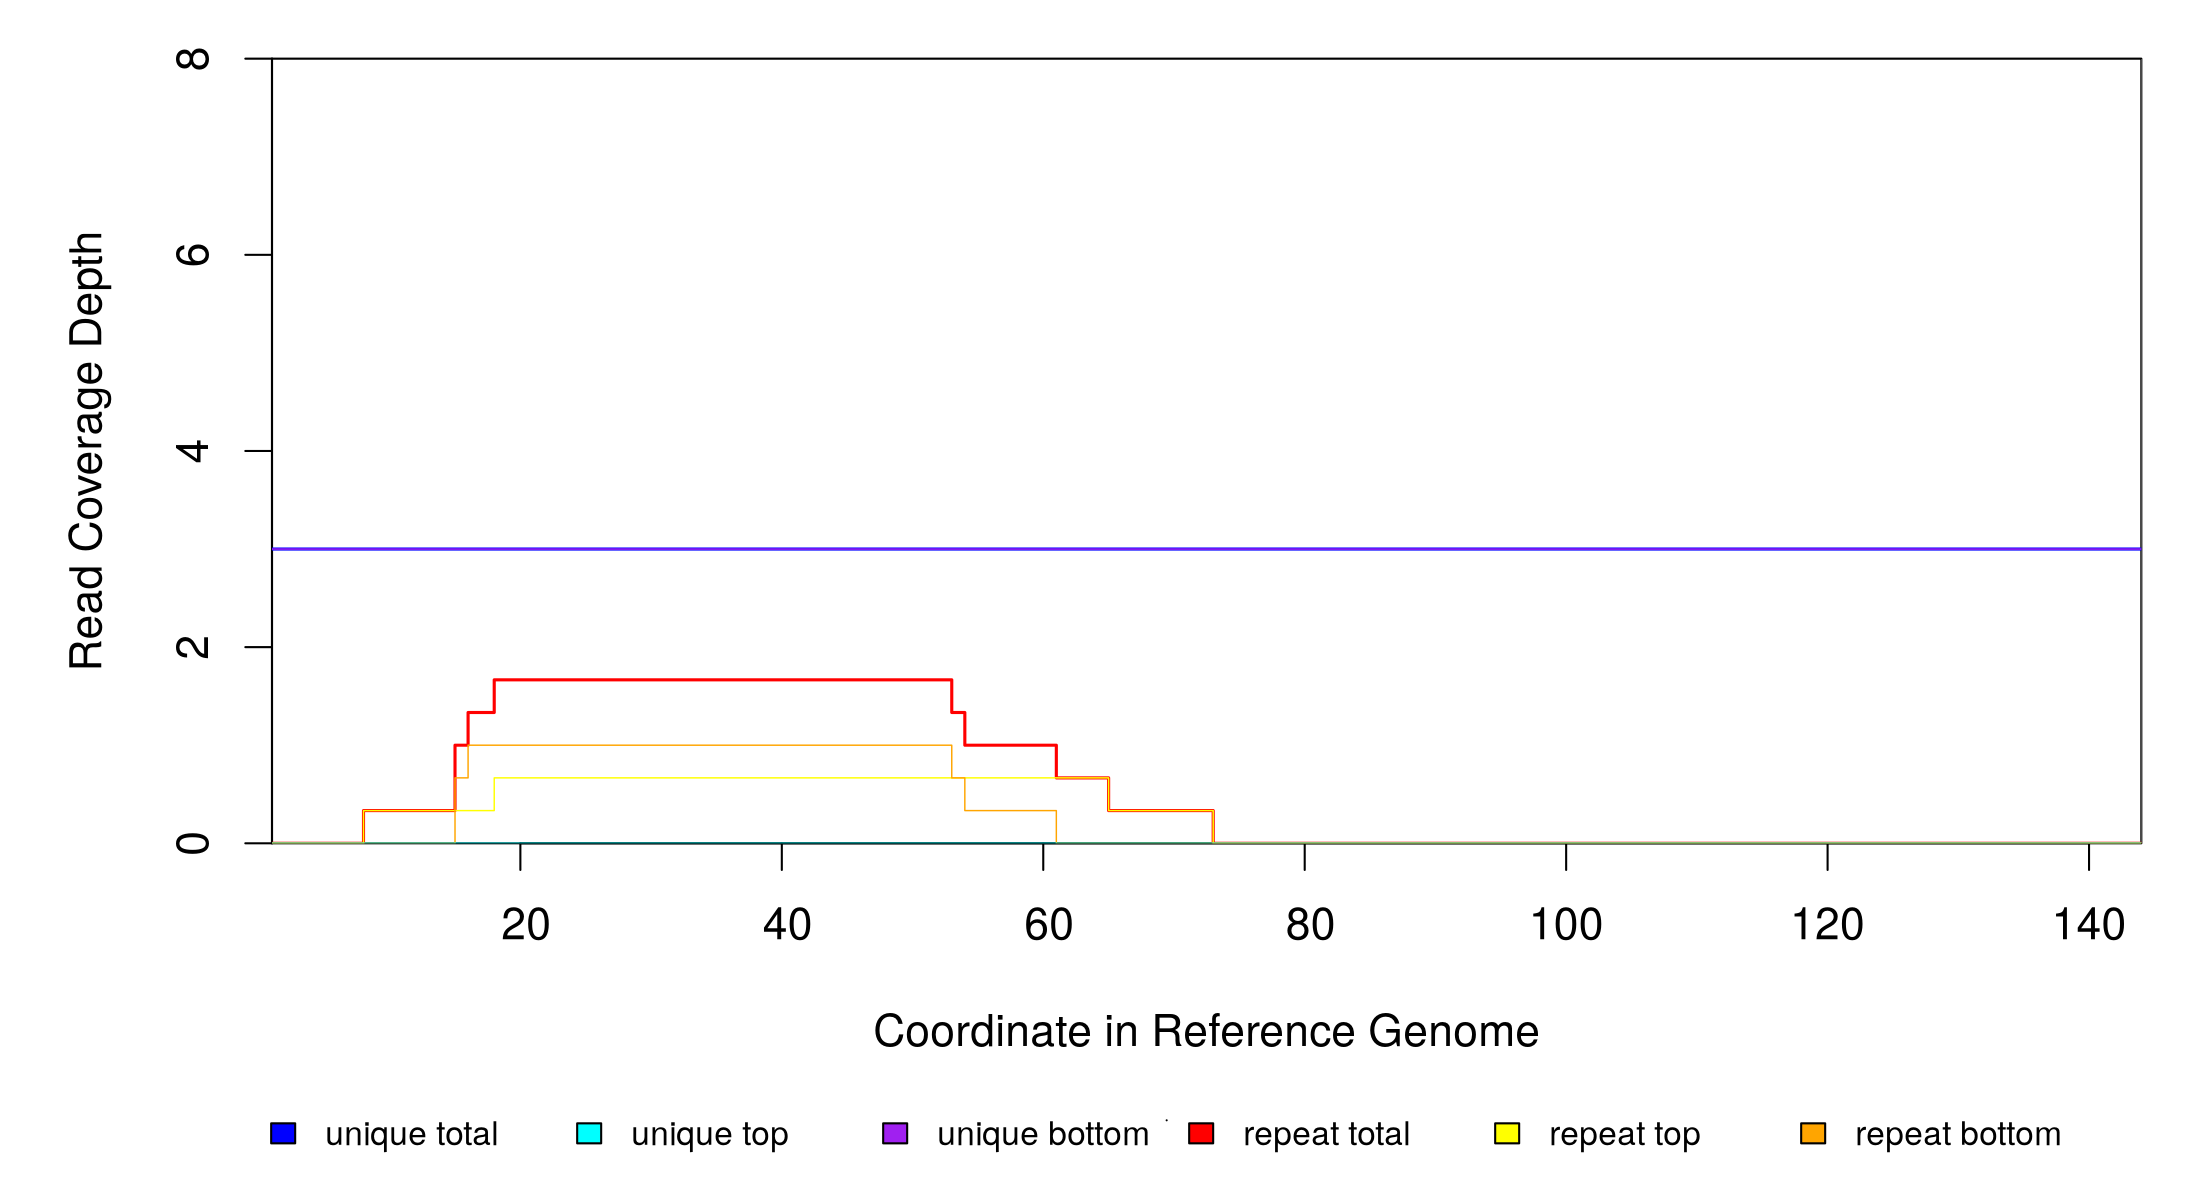 Read Coverage Depth
8
6
4
2
0
20 40 60 80 100 120 140
Coordinate in Reference Genome
unique total unique top unique bottom repeat total repeat top repeat bottom